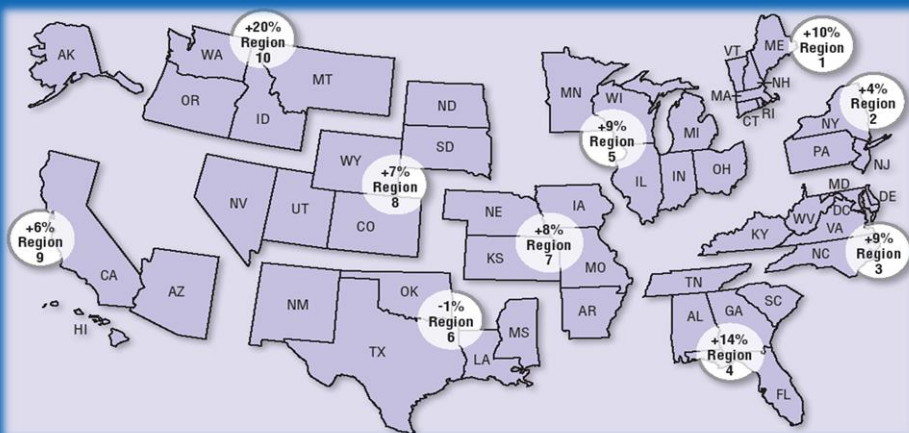 AK
WA
+20%
Region
10
MT
OR
ID
ND
SD
WY
+7%
Region
8
NV
UT
CO
+6%
Region
9
CA
AZ
HI
NM
OK
-1%
Region
6
TX
LA
MS
NE
IA
+8%
Region
7
KS
MO
AR
MN
WI
+9%
Region
5
MI
IL
IN
OH
VT
ME
+10%
Region
1
NH
MA
CT
RI
+4%
Region
2
NY
PA
NJ
MD
DE
DC
WV
VA
KY
NC
+9%
Region
3
TN
SC
AL
GA
+14%
Region
4
FL